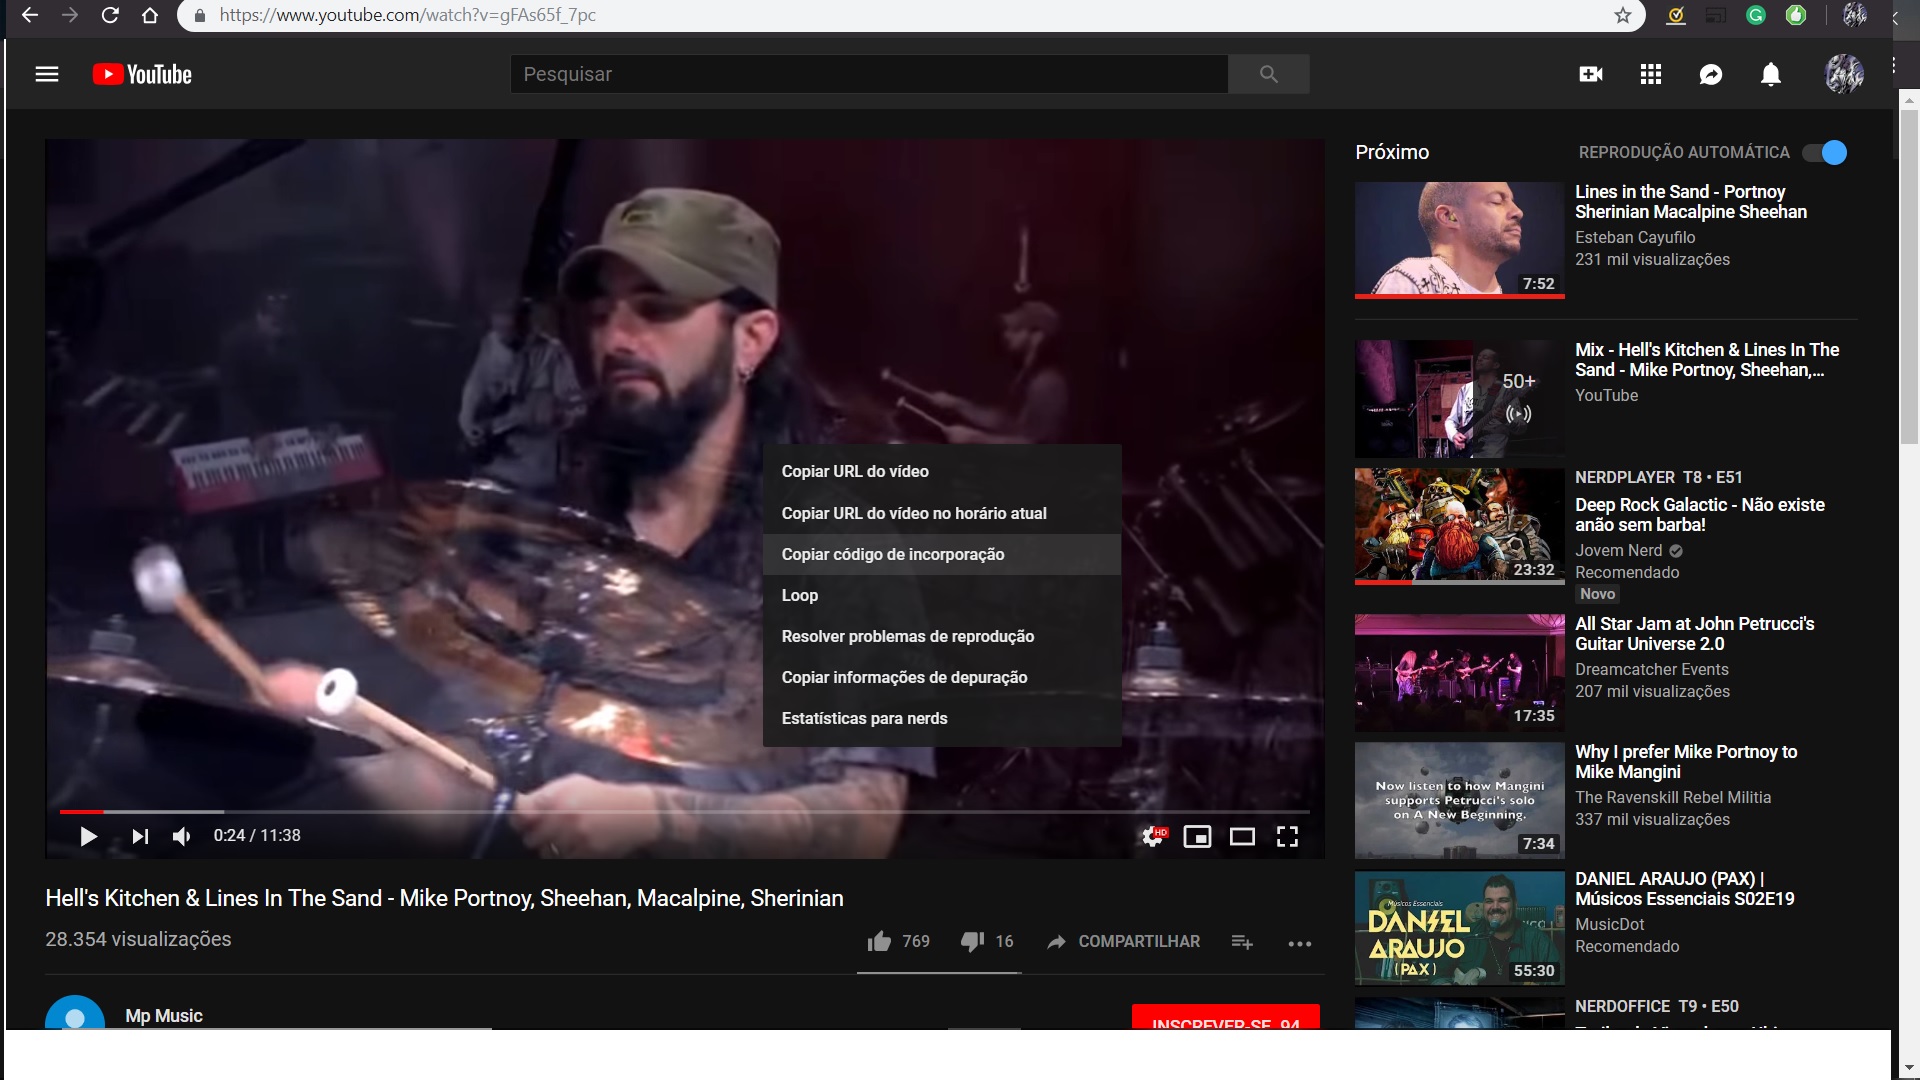 https://www.youtube.com/watch?v=gFAs65f_7pc
YouTube
Pesquisar
Copiar URL do vídeo
Copiar URL do vídeo no horário atual
Copiar código de incorporação
Loop
Resolver problemas de reprodução
Copiar informações de depuração
Estatísticas para nerds
0:24 / 11:38
HD
Hell's Kitchen & Lines In The Sand - Mike Portnoy, Sheehan, Macalpine, Sherinian
28.354 visualizações
769
16
COMPARTILHAR
Mp Music
INSCREVER-SE 94
Próximo
REPRODUÇÃO AUTOMÁTICA
7:52
Lines in the Sand - Portnoy
Sherinian Macalpine Sheehan
Esteban Cayufilo
231 mil visualizações
50+
Mix - Hell's Kitchen & Lines In The
Sand - Mike Portnoy, Sheehan,...
YouTube
23:32
NERDPLAYER T8 • E51
Deep Rock Galactic - Não existe
anão sem barba!
Jovem Nerd
Recomendado
Novo
17:35
All Star Jam at John Petrucci's
Guitar Universe 2.0
Dreamcatcher Events
207 mil visualizações
Now listen to how Mangini
supports Petrucci's solo
on A New Beginning.
7:34
Why I prefer Mike Portnoy to
Mike Mangini
The Ravenskill Rebel Militia
337 mil visualizações
Músicos Essenciais
DANIEL
ARAUJO
(PAX)
55:30
DANIEL ARAUJO (PAX) |
Músicos Essenciais S02E19
MusicDot
Recomendado
NERDOFFICE T9 • E50